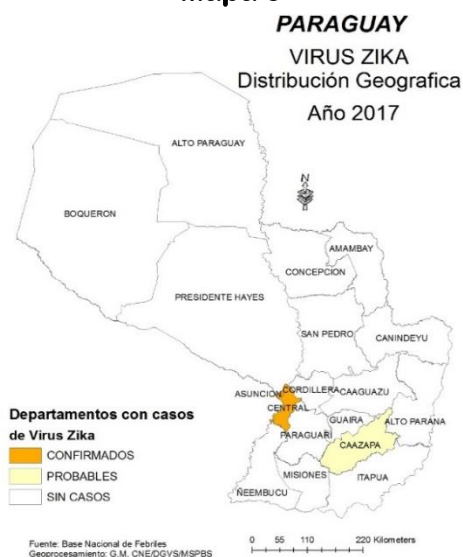 PARAGUAY
VIRUS ZIKA
Distribución Geografica
Año 2017
ALTO PARAGUAY
N
BOQUERON
AMAMBAY
CONCEPCION
PRESIDENTE HAYES
SAN PEDRO
CANINDEYU
ASUNCION
CORDILLERA
CAAGUAZU
CENTRAL
GUAIRA
ALTO PARANA
PARAGUARI
CAAZAPA
MISIONES
ITAPUA
ÑEEMBUCU
Departamentos con casos
de Virus Zika
CONFIRMADOS
PROBABLES
SIN CASOS
Fuente: Base Nacional de Febriles
Geoprocesamiento: G.M. CNE/DGVS/MSPBS
0 55 110 220 Kilometers